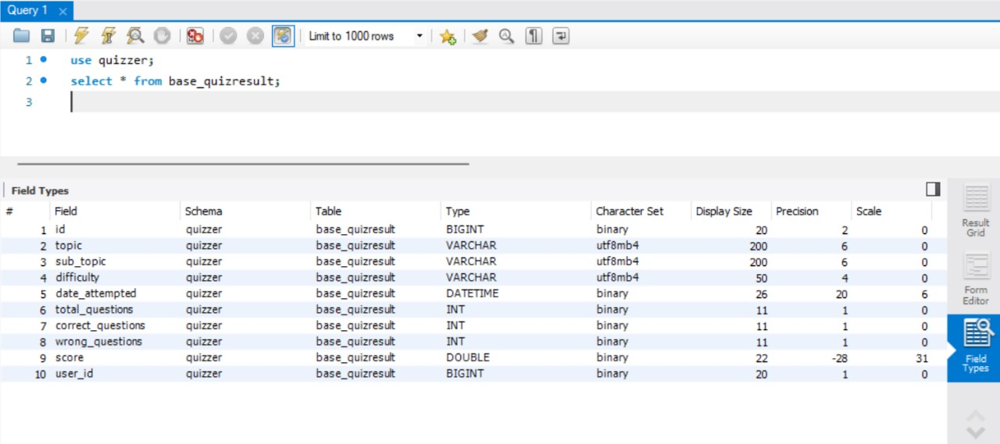 Query 1
Limit to 1000 rows
1 use quizzer;
2 select * from base_quizresult;
3
Field Types
# Field Schema Table Type Character Set Display Size Precision Scale
1 id quizzer base_quizresult BIGINT binary 20 2 0
2 topic quizzer base_quizresult VARCHAR utf8mb4 200 6 0
3 sub_topic quizzer base_quizresult VARCHAR utf8mb4 200 6 0
4 difficulty quizzer base_quizresult VARCHAR utf8mb4 50 4 0
5 date_attempted quizzer base_quizresult DATETIME binary 26 20 6
6 total_questions quizzer base_quizresult INT binary 11 1 0
7 correct_questions quizzer base_quizresult INT binary 11 1 0
8 wrong_questions quizzer base_quizresult INT binary 11 1 0
9 score quizzer base_quizresult DOUBLE binary 22 -28 31
10 user_id quizzer base_quizresult BIGINT binary 20 1 0
Result
Grid
Form
Editor
Field
Types